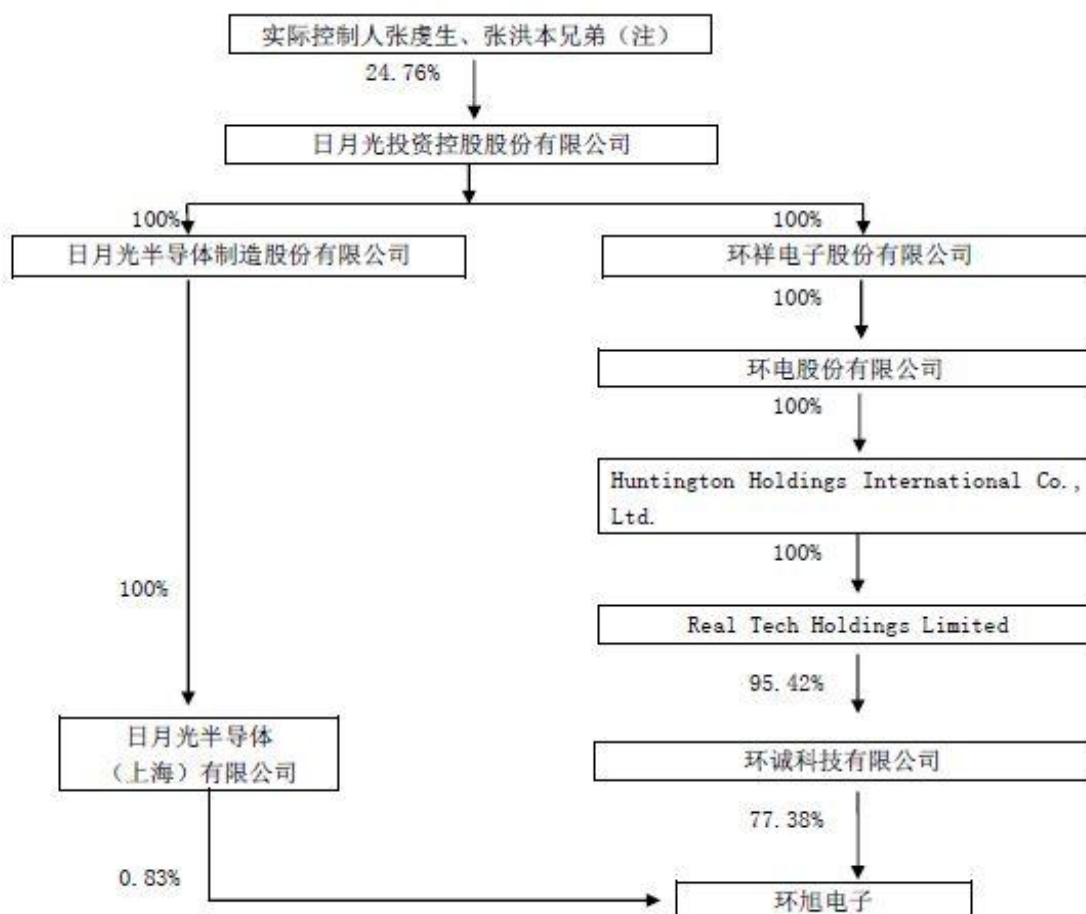 实际控制人张虔生、张洪本兄弟（注）
24.76%
日月光投资控股股份有限公司
100%
100%
日月光半导体制造股份有限公司
环祥电子股份有限公司
100%
环电股份有限公司
100%
Huntington Holdings International Co.,
Ltd.
100%
100%
Real Tech Holdings Limited
95.42%
日月光半导体
（上海）有限公司
环诚科技有限公司
77.38%
0.83%
环旭电子